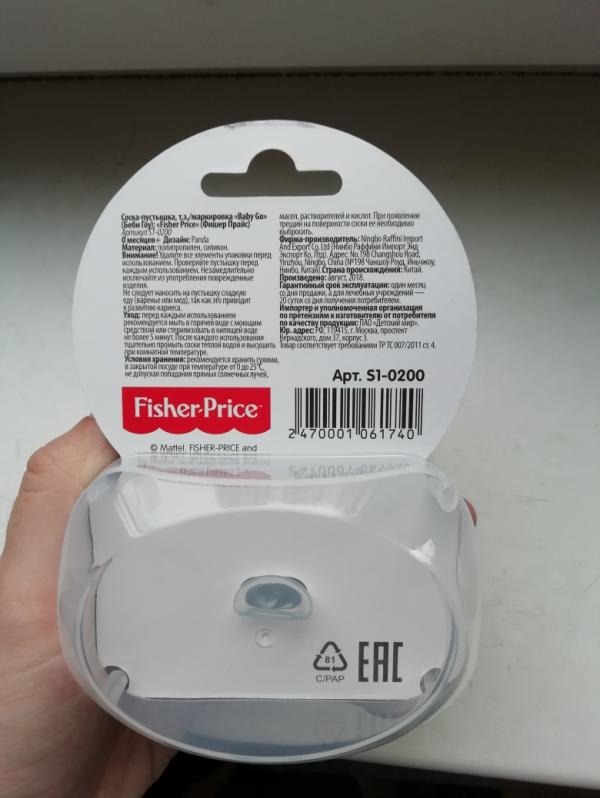 Соска-пустышка, т.з./маркировка «Baby Go»
(Беби Гоу); «Fisher Price» (Фишер Прайс)
Артикул S1-0200
0 месяцев+ Дизайн: Panda
Материал: полипропилен, силикон.
Внимание! Удалите все элементы упаковки перед
использованием. Проверяйте пустышку перед
каждым использованием. Незамедлительно
исключайте из употребления поврежденные
изделия.
Не следует наносить на пустышку сладкую
еду (варенье или мед), так как это приводит
к развитию кариеса.
Уход: перед каждым использованием
рекомендуется мыть в горячей воде с моющим
средством или стерилизовать в кипящей воде
не более 5 минут. После каждого использования
тщательно промыть соски теплой водой и высушить
при комнатной температуре.
Условия хранения: рекомендуется хранить сухими,
в закрытой посуде при температуре от 0 до 25°C,
не допуская попадания прямых солнечных лучей,
масел, растворителей и кислот. При появлении
трещин на поверхности соски ее необходимо
выбросить.
Фирма-производитель: Ningbo Raffini Import
And Export Co, Ltd (Нинбо Раффини Импорт Энд
Экспорт Ко, Лтд). Адрес: No.198 Changshou Road,
Yinzhou, Ningbo, China (№198 Чаншоу Роуд, Инчжоу,
Нинбо, Китай). Страна происхождения: Китай.
Произведено: август, 2018.
Гарантийный срок эксплуатации: один месяц
со дня продажи, а для лечебных учреждений —
20 суток со дня получения потребителем.
Импортер и уполномоченная организация
по претензиям к изготовителю от потребителя
по качеству продукции: ПАО «Детский мир».
Юр. адрес: РФ, 119415, г. Москва, проспект
Вернадского, дом 37, корпус 3.
Товар соответствует требованиям ТР ТС 007/2011 ст. 4.
Арт. S1-0200
Fisher-Price
2 470001 061740
© Mattel. FISHER-PRICE and
81
C/PAP
EAC